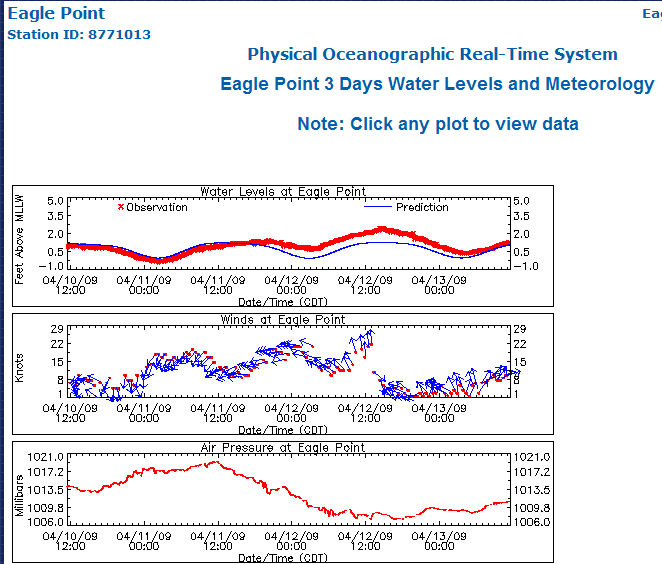 Eagle Point
Station ID: 8771013
Physical Oceanographic Real-Time System
Eagle Point 3 Days Water Levels and Meteorology
Note: Click any plot to view data
Water Levels at Eagle Point
Feet Above MLLW
5.0 5.0
3.5 3.5
2.0 2.0
0.5 0.5
-1.0 -1.0
× Observation Prediction
04/10/09 04/11/09 04/11/09 04/12/09 04/12/09 04/13/09
12:00 00:00 12:00 00:00 12:00 00:00
Date/Time (CDT)
Winds at Eagle Point
Knots
29 29
22 22
15 15
8 8
1 1
04/10/09 04/11/09 04/11/09 04/12/09 04/12/09 04/13/09
12:00 00:00 12:00 00:00 12:00 00:00
Date/Time (CDT)
Air Pressure at Eagle Point
Millibars
1021.0 1021.0
1017.2 1017.2
1013.5 1013.5
1009.8 1009.8
1006.0 1006.0
04/10/09 04/11/09 04/11/09 04/12/09 04/12/09 04/13/09
12:00 00:00 12:00 00:00 12:00 00:00
Date/Time (CDT)